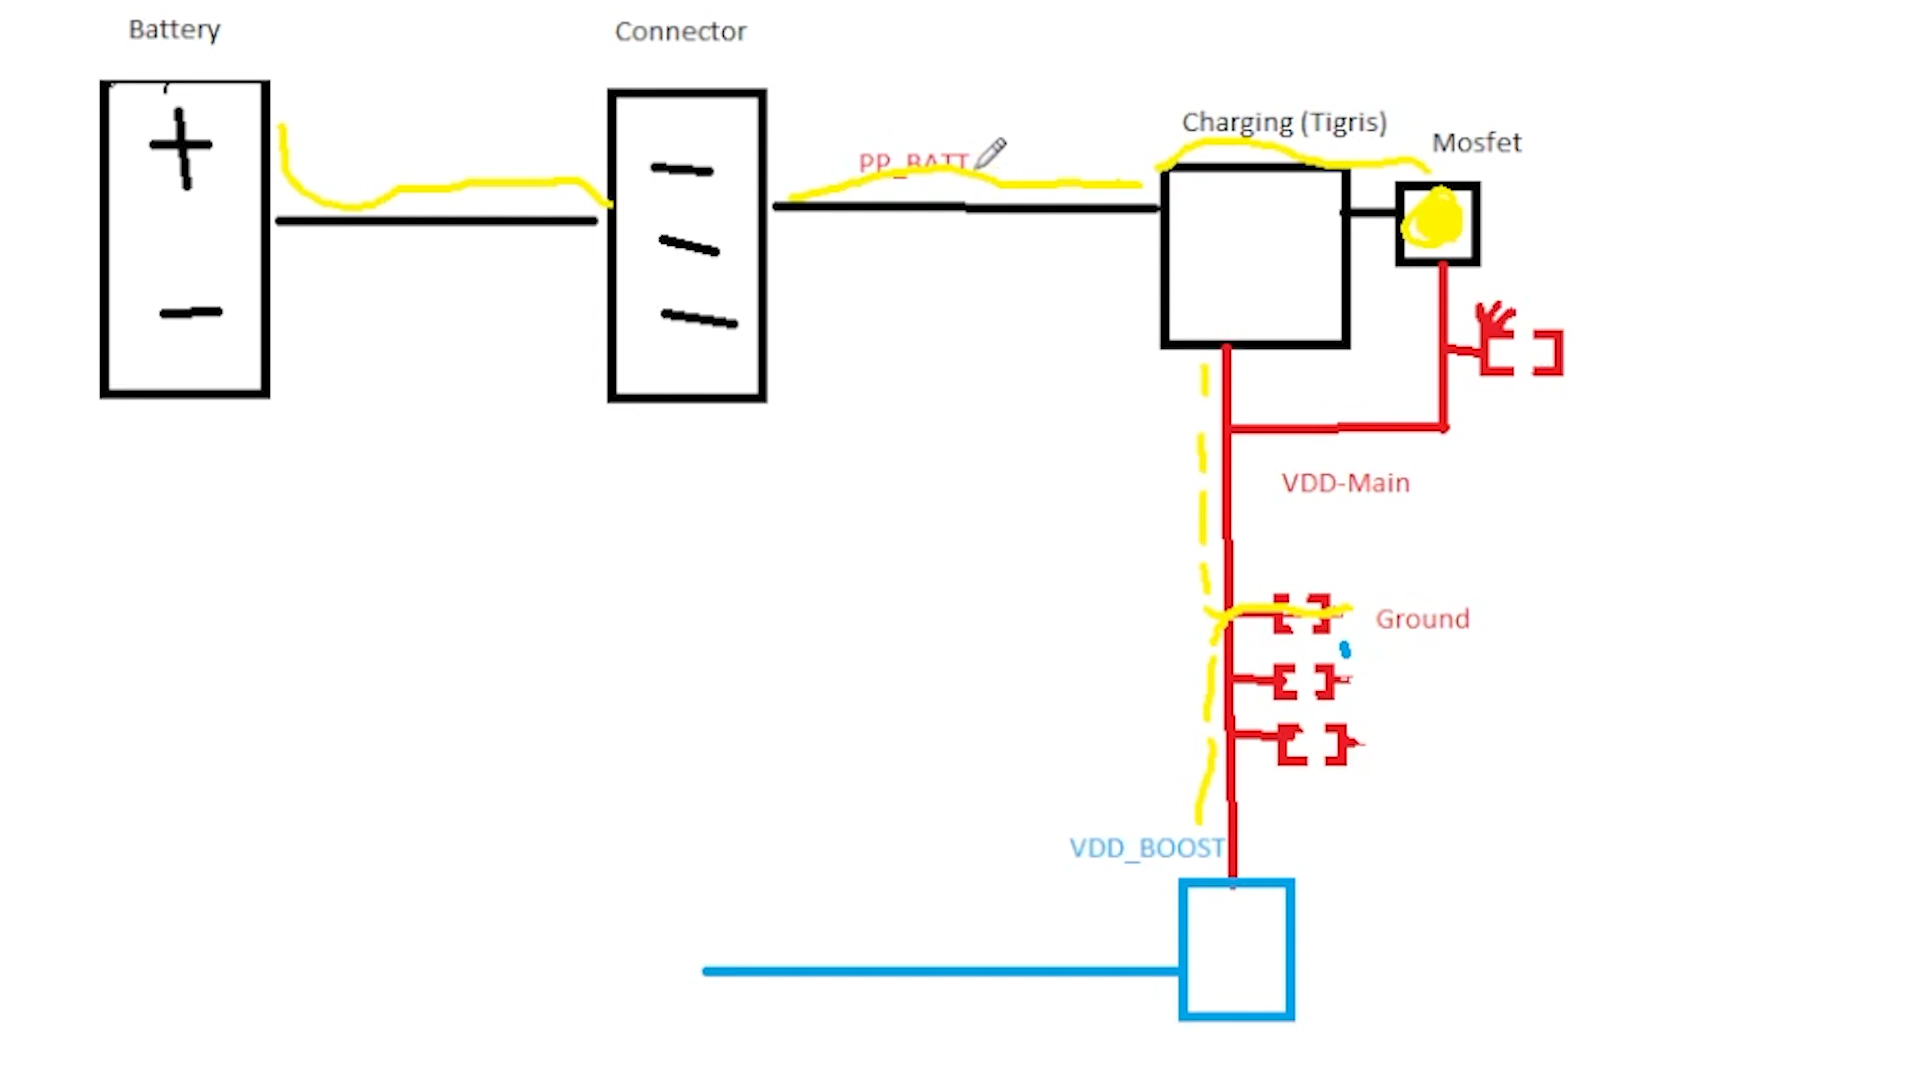 Battery
Connector
Charging (Tigris)
Mosfet
PP_BATT
VDD-Main
Ground
VDD_BOOST